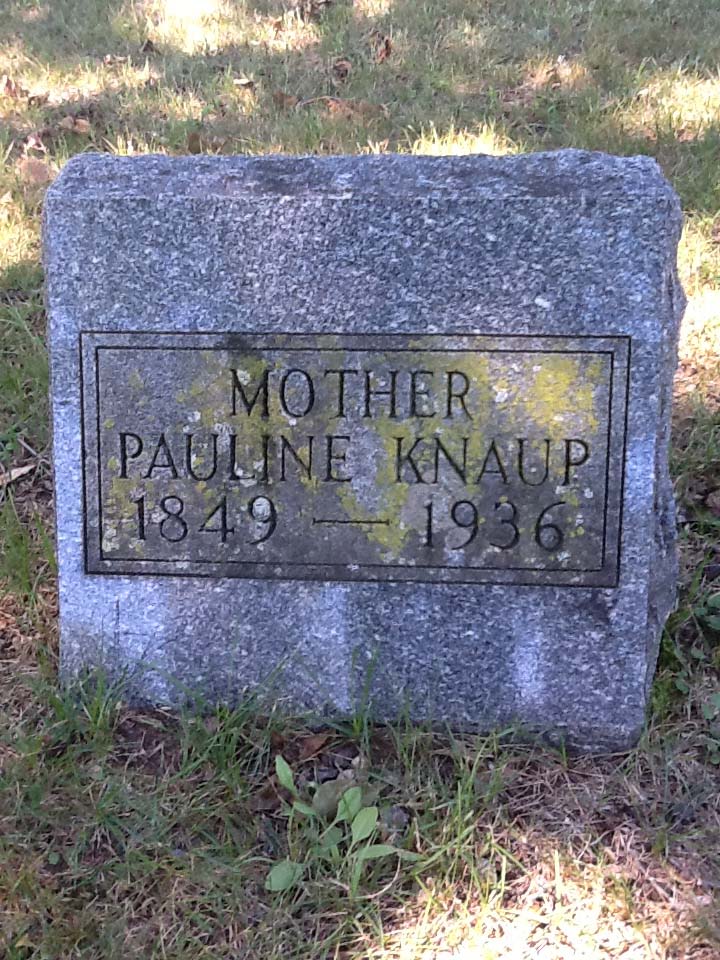 MOTHER
PAULINE KNAUP
1849 — 1936